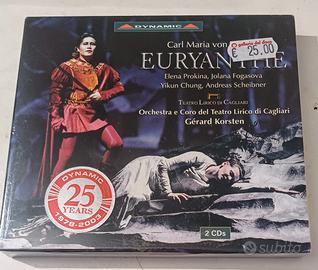 DYNAMIC
Carl Maria von
EURYANTHE
€ 25,00
Elena Prokina, Jolana Fogasova
Yikun Chung, Andreas Scheibner
TEATRO LIRICO DI CAGLIARI
Orchestra e Coro del Teatro Lirico di Cagliari
Gérard Korsten
DYNAMIC
25
YEARS
1978-2003
2 CDs
subito